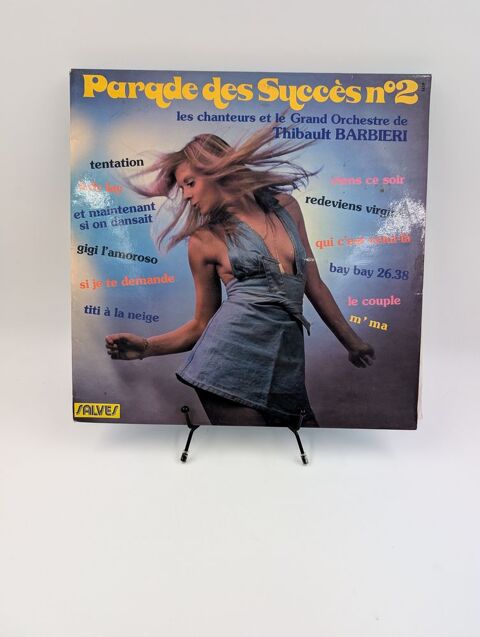 Parade des Succès nº2
les chanteurs et le Grand Orchestre de
Thibault BARBIERI
tentation
et maintenant
si on dansait
gigi l'amoroso
si je te demande
titi à la neige
viens ce soir
redeviens virge
qui c'est celui-là
bay bay 26.38
le couple
m'ma
SALVES